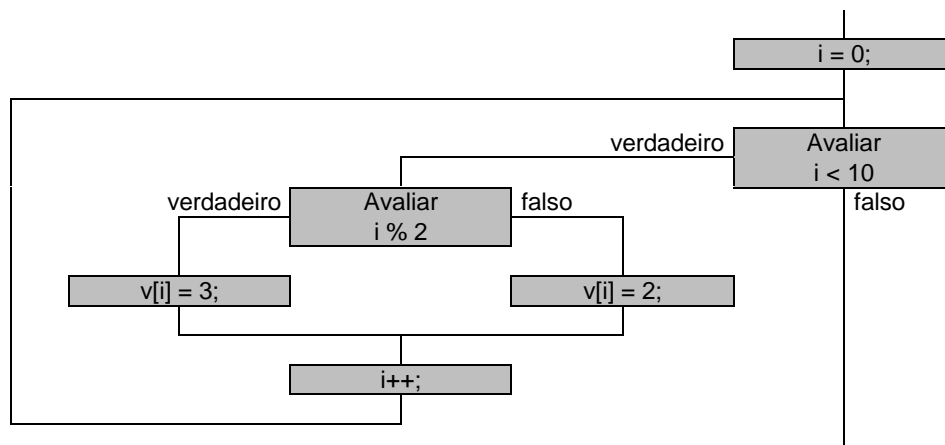 i = 0;
verdadeiro
Avaliar
i < 10
falso
verdadeiro
Avaliar
i % 2
falso
v[i] = 3;
v[i] = 2;
i++;